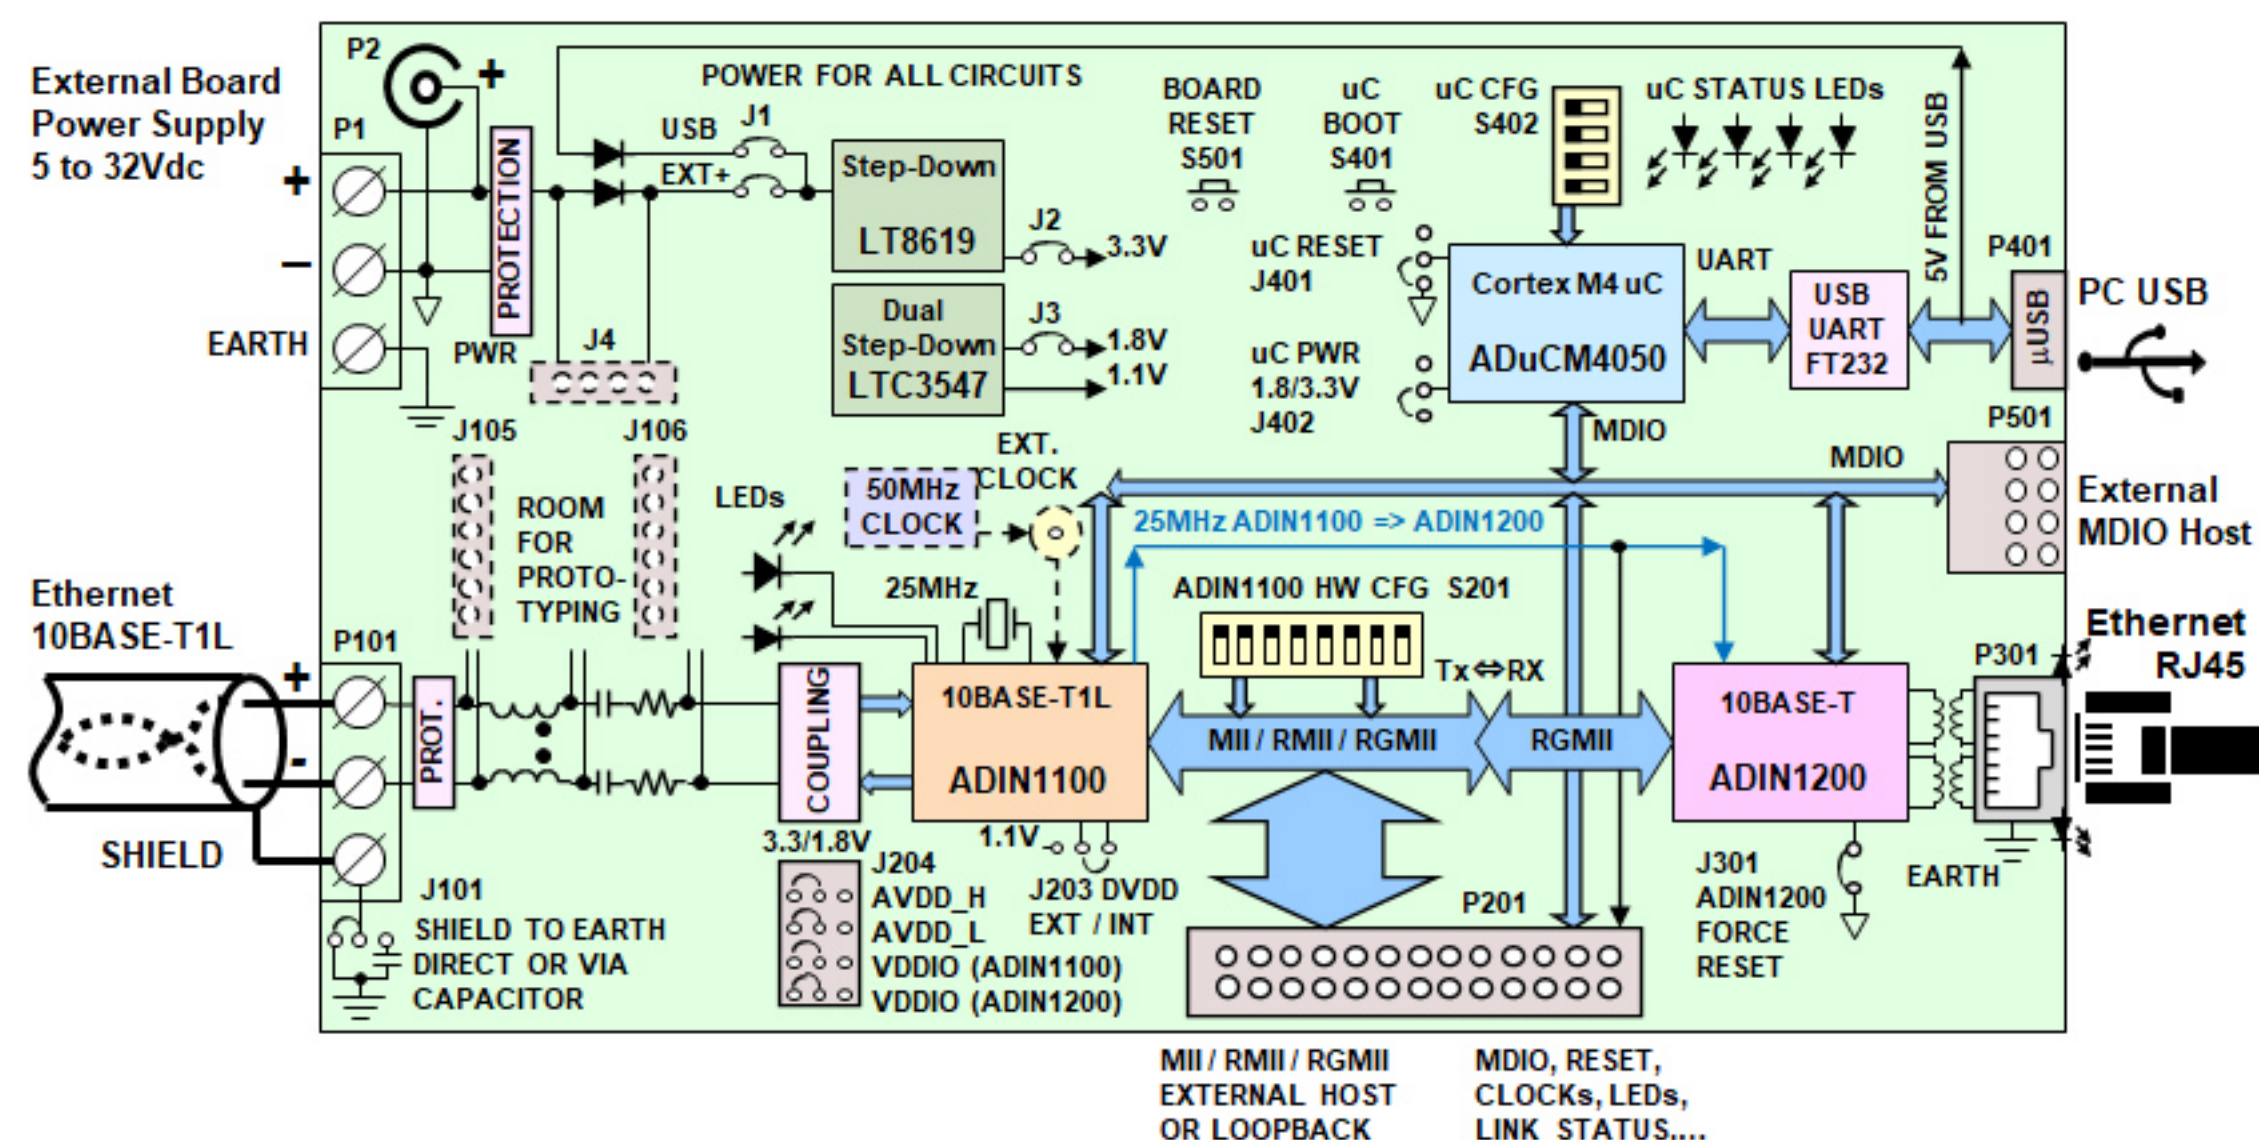 External Board
Power Supply
5 to 32Vdc
P2
+
P1
+
–
EARTH
PROTECTION
PWR
J4
POWER FOR ALL CIRCUITS
USB
J1
EXT+
Step-Down
LT8619
J2
3.3V
Dual
Step-Down
LTC3547
J3
1.8V
1.1V
BOARD
RESET
S501
uC
BOOT
S401
uC CFG
S402
uC STATUS LEDs
uC RESET
J401
uC PWR
1.8/3.3V
J402
Cortex M4 uC
ADuCM4050
UART
USB
UART
FT232
5V FROM USB
P401
µUSB
PC USB
MDIO
MDIO
P501
External
MDIO Host
J105
J106
ROOM
FOR
PROTO-
TYPING
LEDs
50MHz
CLOCK
EXT.
CLOCK
25MHz
25MHz ADIN1100 => ADIN1200
ADIN1100 HW CFG S201
Ethernet
10BASE-T1L
P101
+
-
SHIELD
PROT.
COUPLING
10BASE-T1L
ADIN1100
MII / RMII / RGMII
Tx⇔RX
RGMII
10BASE-T
ADIN1200
P301
Ethernet
RJ45
EARTH
J101
SHIELD TO EARTH
DIRECT OR VIA
CAPACITOR
3.3/1.8V
J204
AVDD_H
AVDD_L
VDDIO (ADIN1100)
VDDIO (ADIN1200)
1.1V
J203 DVDD
EXT / INT
P201
J301
ADIN1200
FORCE
RESET
MII / RMII / RGMII
EXTERNAL HOST
OR LOOPBACK
MDIO, RESET,
CLOCKs, LEDs,
LINK STATUS,...